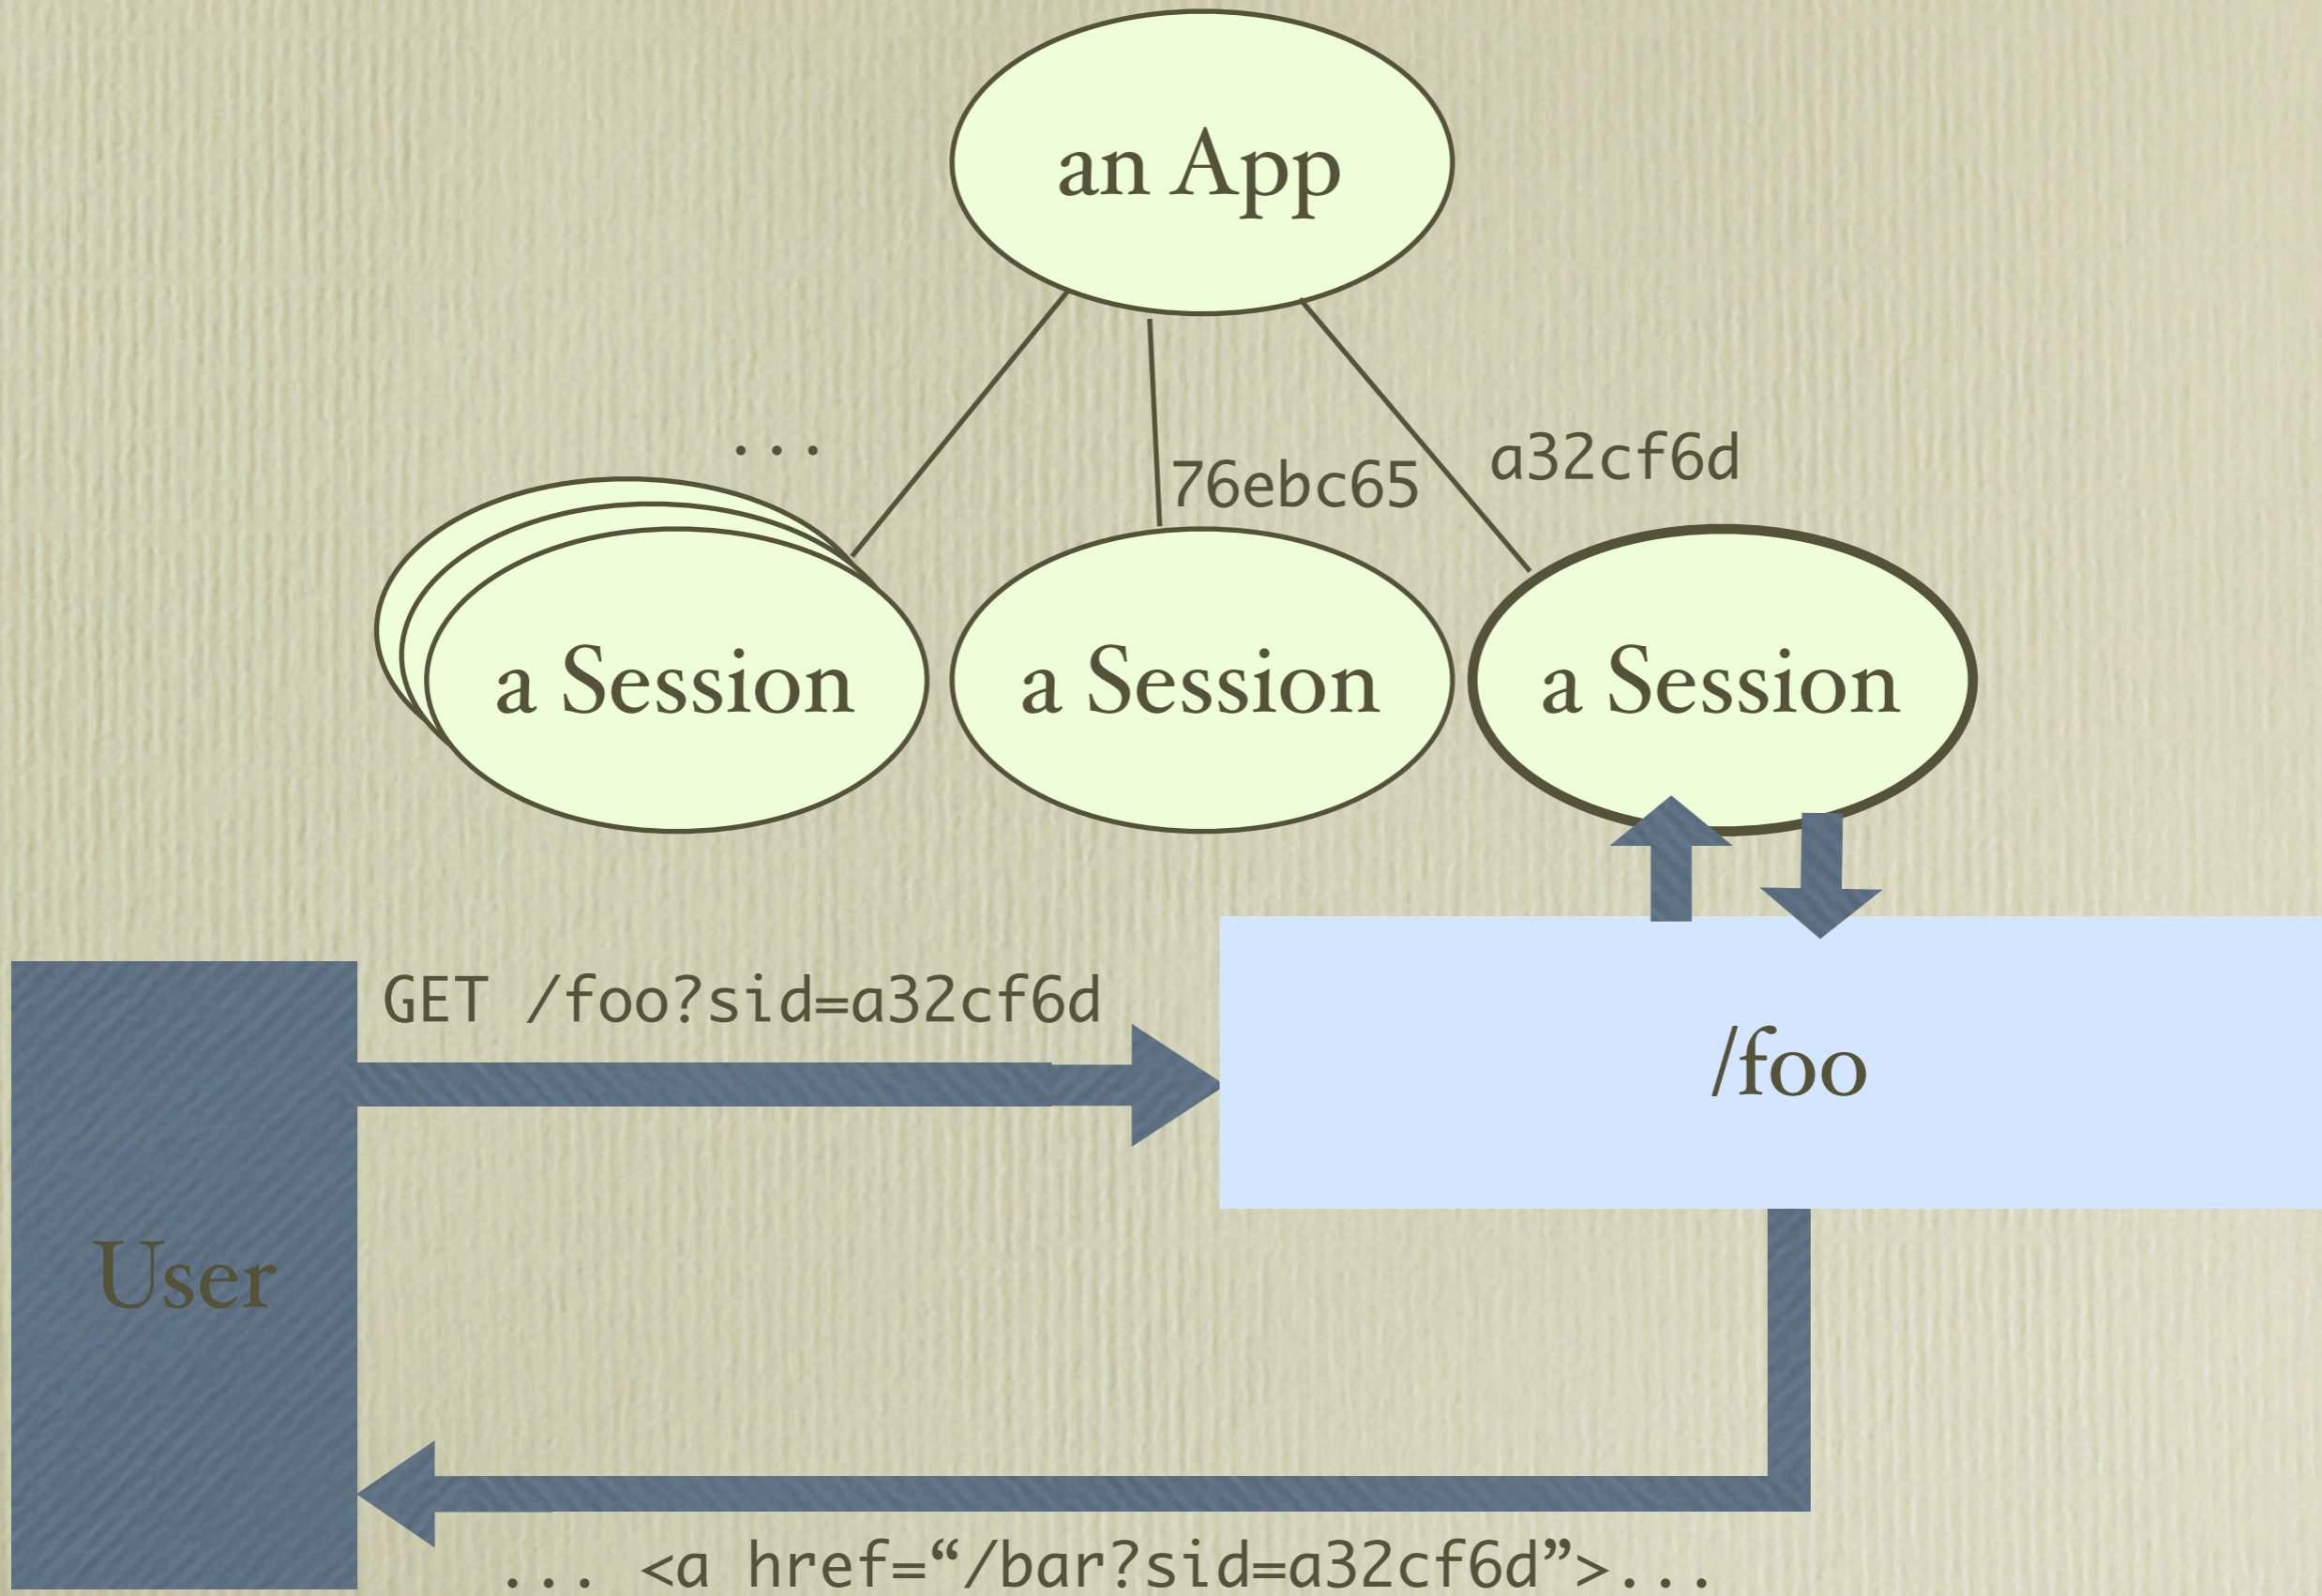 an App
...
76ebc65
a32cf6d
a Session
a Session
a Session
GET /foo?sid=a32cf6d
/foo
User
... <a href=“/bar?sid=a32cf6d”>...